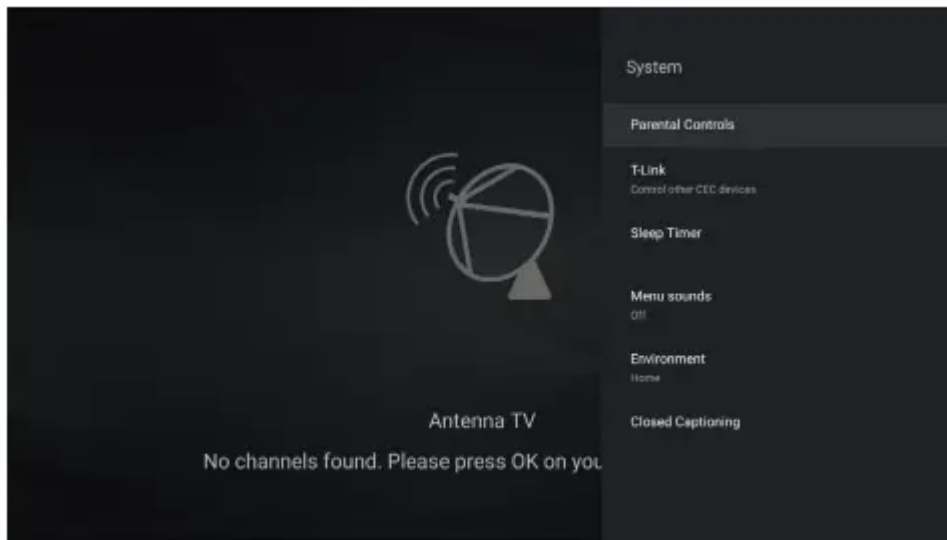 System
Parental Controls
T-Link
Control other CEC devices
Sleep Timer
Menu sounds
Off
Environment
Home
Closed Captioning
Antenna TV
No channels found. Please press OK on you